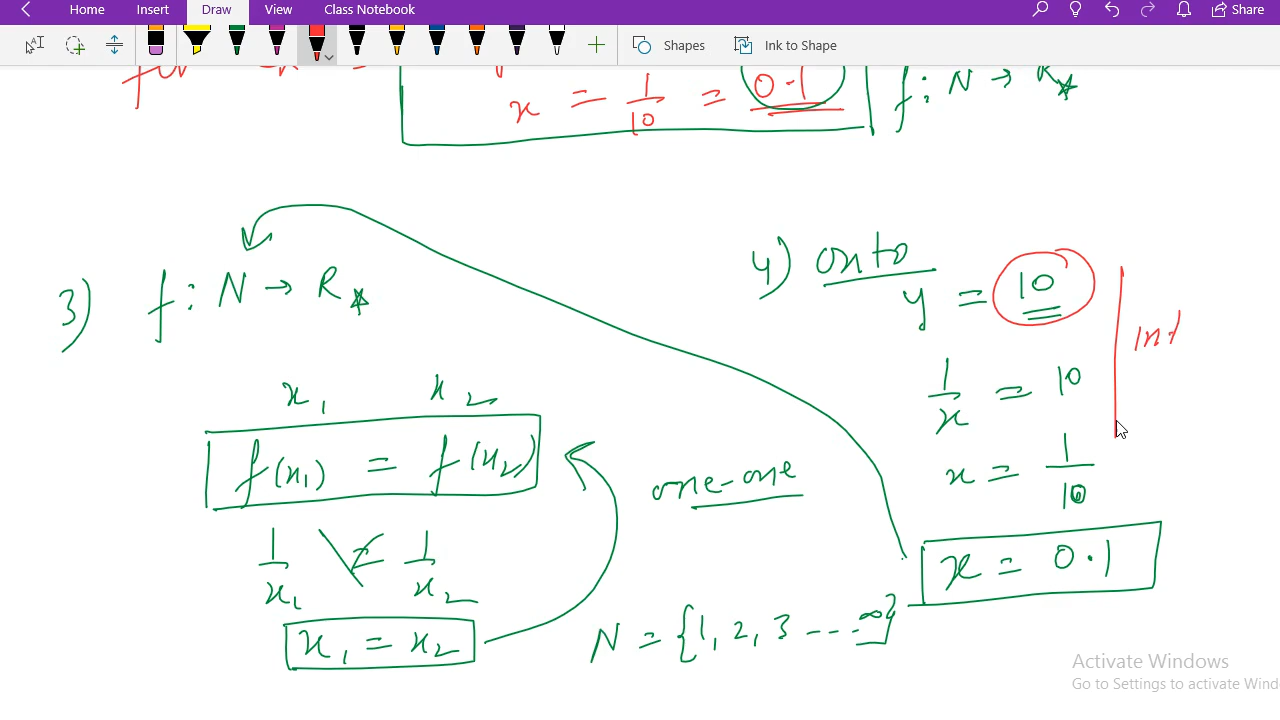 Home Insert Draw View Class Notebook Share
Shapes Ink to Shape
for
x = 1/10 = 0.1
f: N → R*
3) f: N → R*
x₁ x₂
f(x₁) = f(x₂)
1/x₁ = 1/x₂
x₁ = x₂
one-one
N = {1, 2, 3 --- ∞}
4) onto
y = 10
1/x = 10
x = 1/10
x = 0.1
Activate Windows
Go to Settings to activate Wind